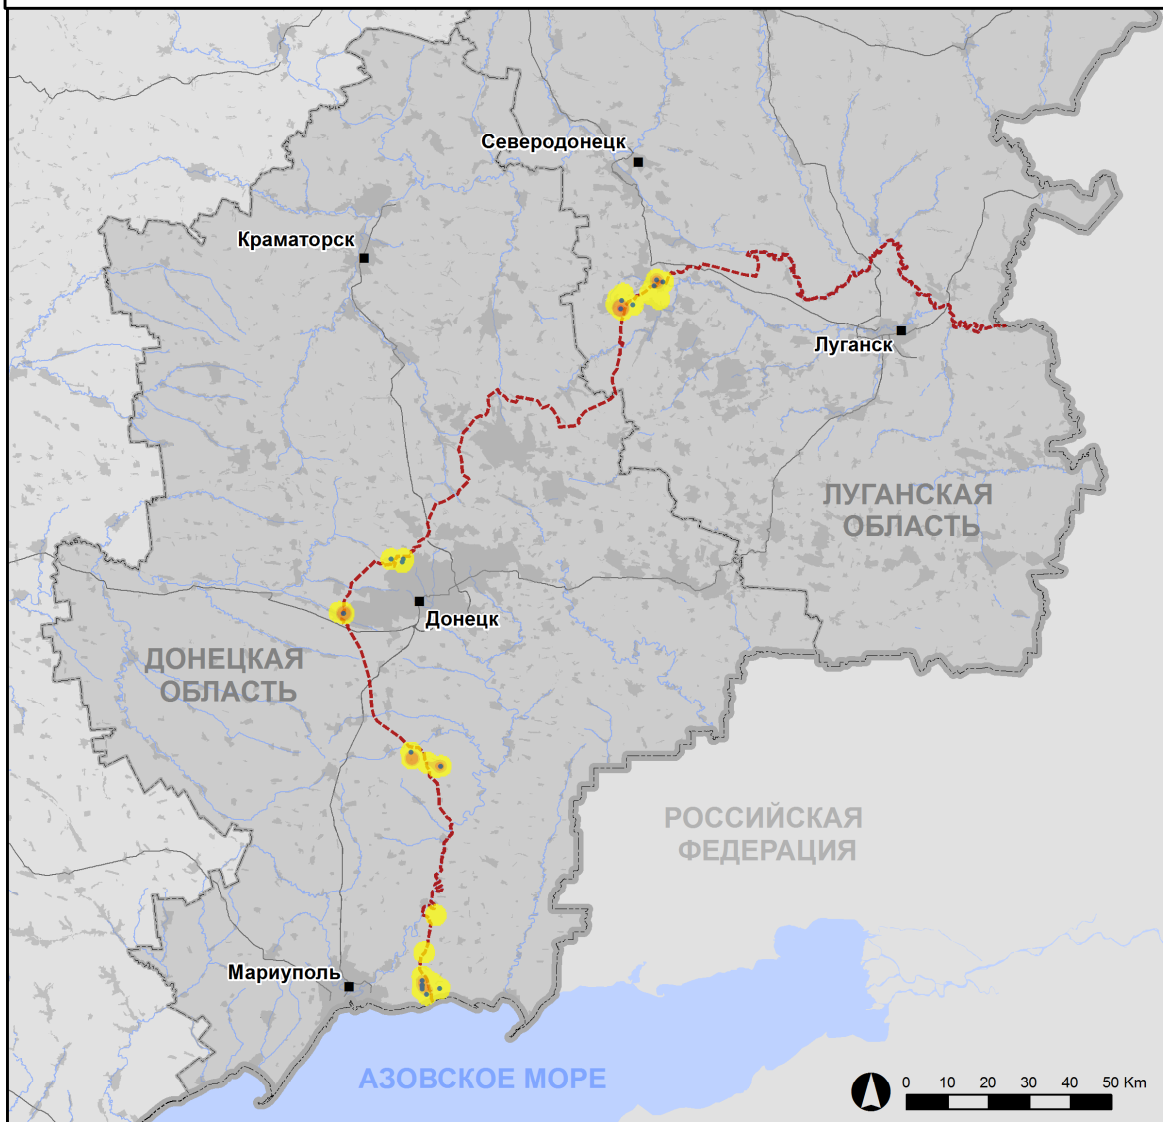 Северодонецк
Краматорск
Луганск
ЛУГАНСКАЯ
ОБЛАСТЬ
Донецк
ДОНЕЦКАЯ
ОБЛАСТЬ
РОССИЙСКАЯ
ФЕДЕРАЦИЯ
Мариуполь
АЗОВСКОЕ МОРЕ
0 10 20 30 40 50 Km